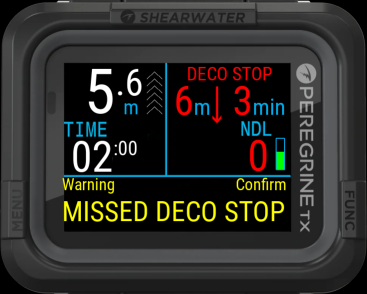 SHEARWATER
5.6 m
DECO STOP
6m 3min
TIME
02:00
NDL
0
Warning
Confirm
MISSED DECO STOP
PEREGRINE TX
MENU
FUNC